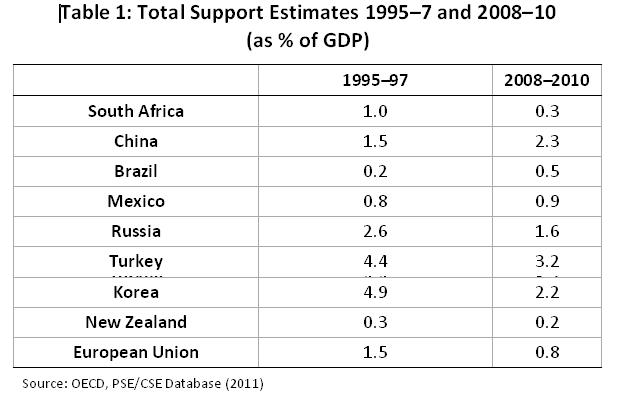 Table 1: Total Support Estimates 1995–7 and 2008–10
(as % of GDP)
1995–97 2008–2010
South Africa 1.0 0.3
China 1.5 2.3
Brazil 0.2 0.5
Mexico 0.8 0.9
Russia 2.6 1.6
Turkey 4.4 3.2
Korea 4.9 2.2
New Zealand 0.3 0.2
European Union 1.5 0.8
Source: OECD, PSE/CSE Database (2011)